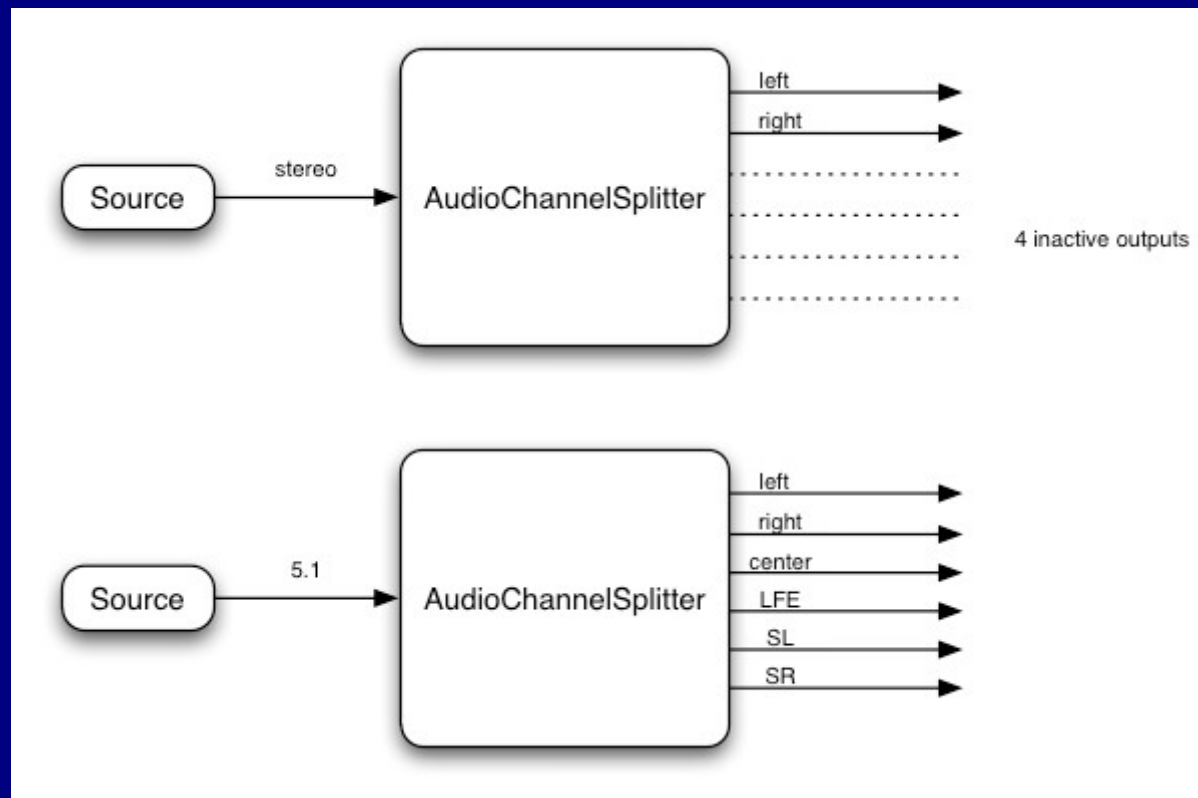 left
right
stereo
Source
AudioChannelSplitter
4 inactive outputs
left
right
center
5.1
LFE
Source
AudioChannelSplitter
SL
SR